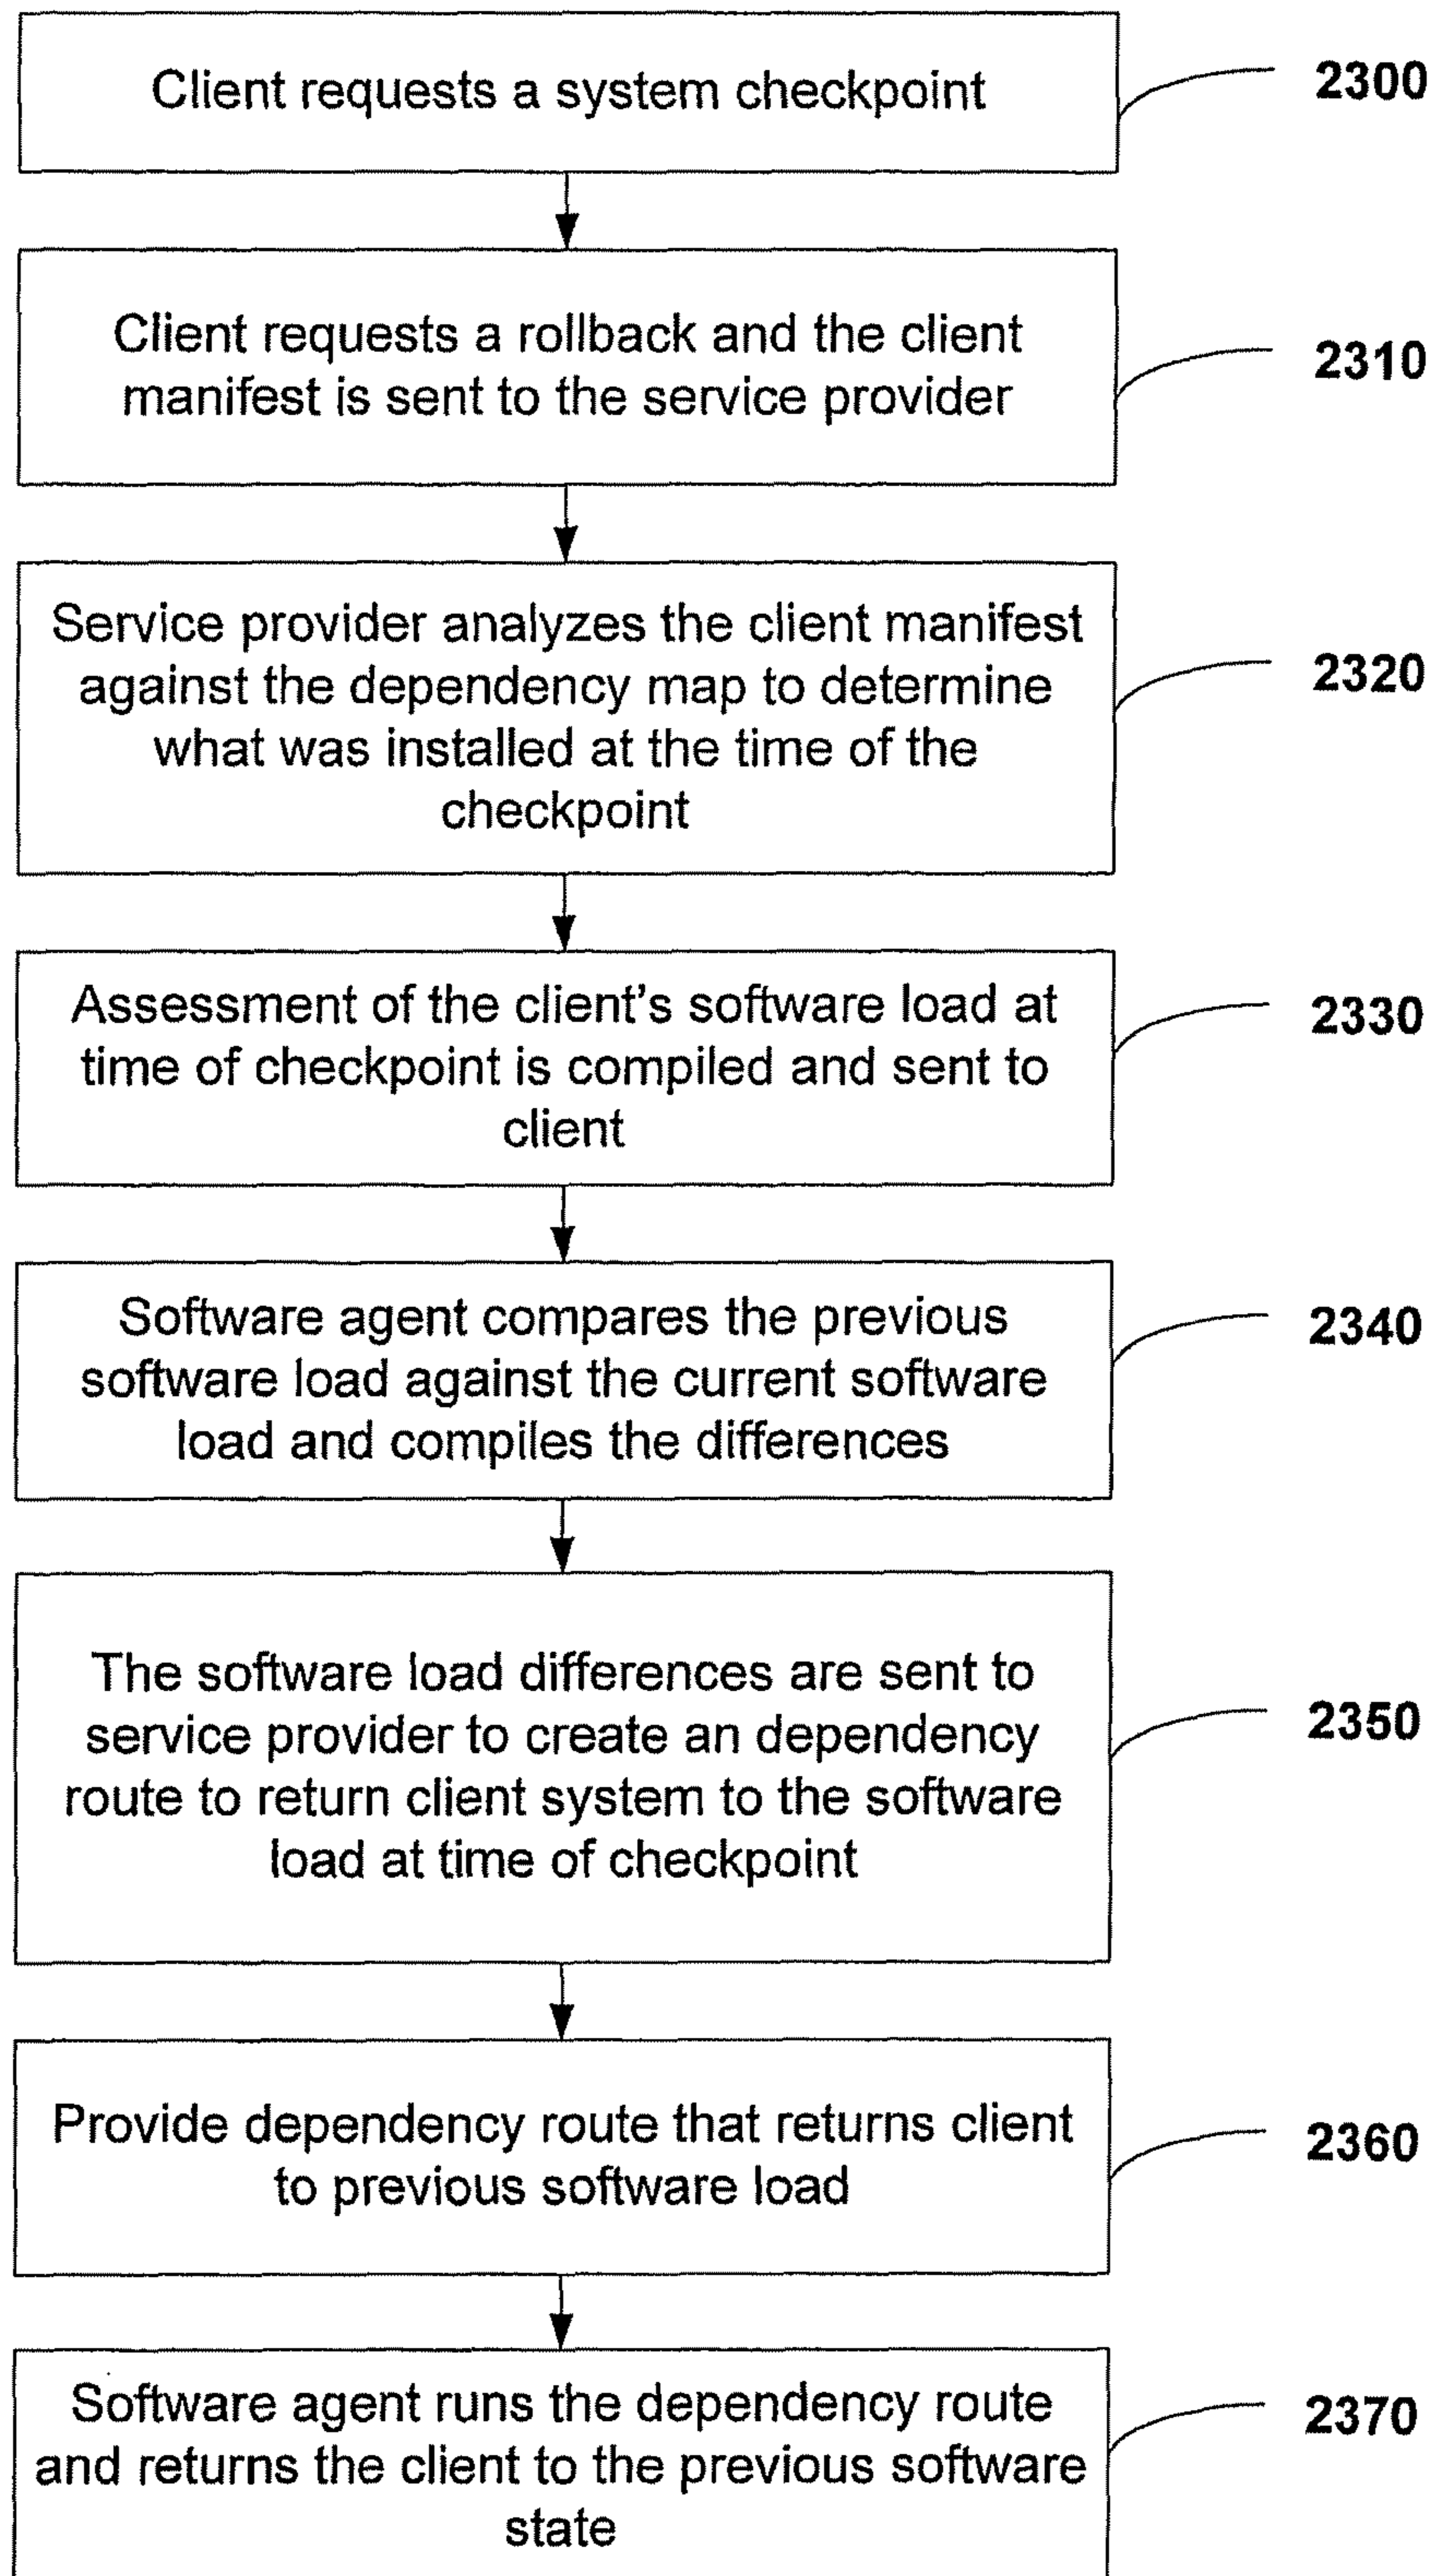 Client requests a system checkpoint
2300
Client requests a rollback and the client
manifest is sent to the service provider
2310
Service provider analyzes the client manifest
against the dependency map to determine
what was installed at the time of the
checkpoint
2320
Assessment of the client's software load at
time of checkpoint is compiled and sent to
client
2330
Software agent compares the previous
software load against the current software
load and compiles the differences
2340
The software load differences are sent to
service provider to create an dependency
route to return client system to the software
load at time of checkpoint
2350
Provide dependency route that returns client
to previous software load
2360
Software agent runs the dependency route
and returns the client to the previous software
state
2370